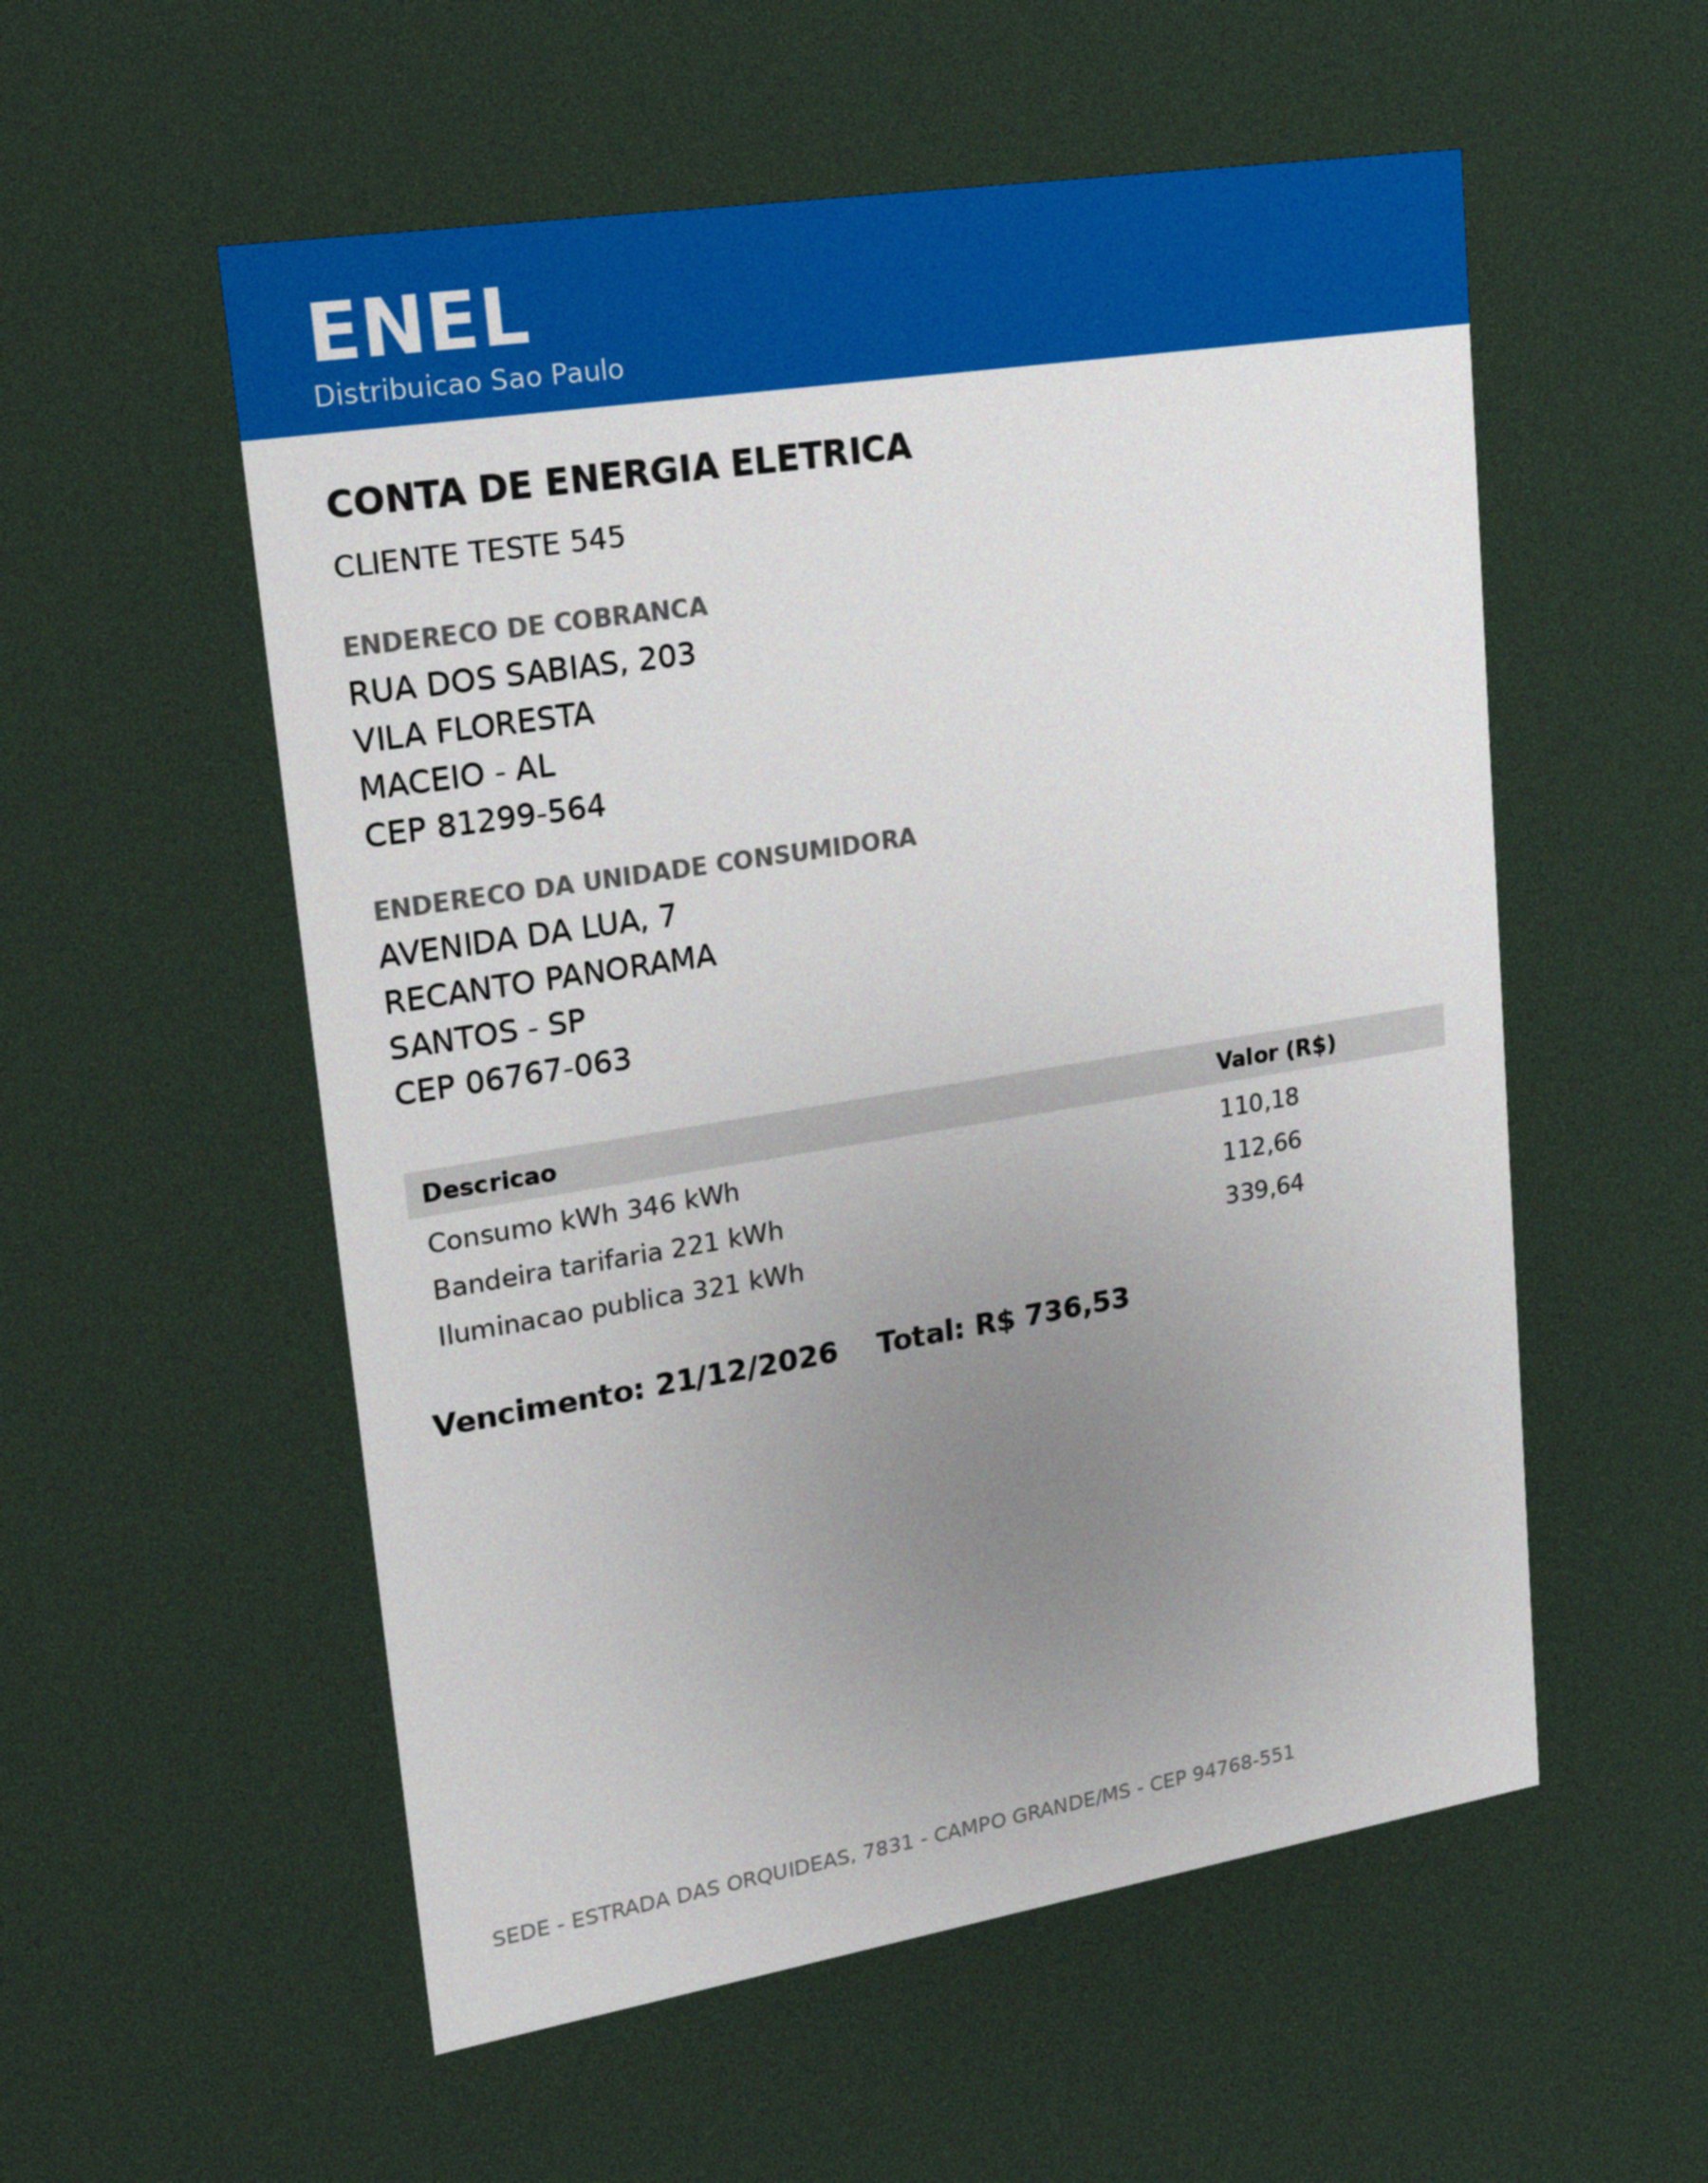 ENEL
Distribuicao Sao Paulo
CONTA DE ENERGIA ELETRICA
CLIENTE TESTE 545
ENDERECO DE COBRANCA
RUA DOS SABIAS, 203
VILA FLORESTA
MACEIO - AL
CEP 81299-564
ENDERECO DA UNIDADE CONSUMIDORA
AVENIDA DA LUA, 7
RECANTO PANORAMA
SANTOS - SP
CEP 06767-063
Descricao Valor (R$)
Consumo kWh 346 kWh 110,18
Bandeira tarifaria 221 kWh 112,66
Iluminacao publica 321 kWh 339,64
Vencimento: 21/12/2026 Total: R$ 736,53
SEDE - ESTRADA DAS ORQUIDEAS, 7831 - CAMPO GRANDE/MS - CEP 94768-551